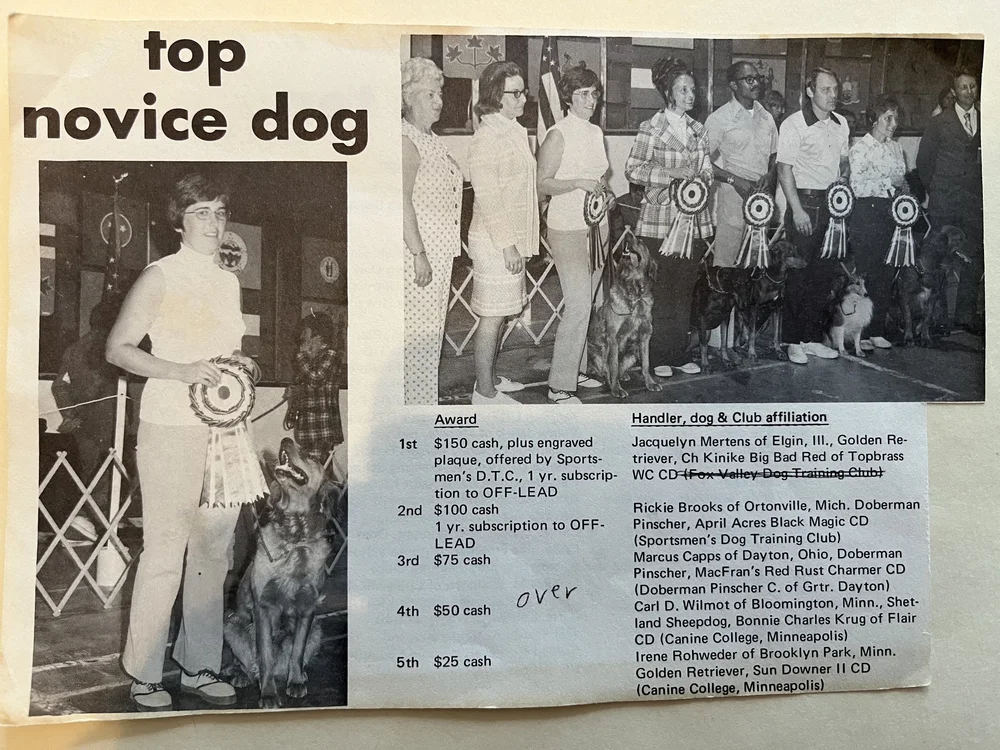 top
novice dog
Award
1st $150 cash, plus engraved
plaque, offered by Sports-
men's D.T.C., 1 yr. subscrip-
tion to OFF-LEAD
2nd $100 cash
1 yr. subscription to OFF-
LEAD
3rd $75 cash
over
4th $50 cash
5th $25 cash
Handler, dog & Club affiliation
Jacquelyn Mertens of Elgin, Ill., Golden Re-
triever, Ch Kinike Big Bad Red of Topbrass
WC CD (Fox Valley Dog Training Club)
Rickie Brooks of Ortonville, Mich. Doberman
Pinscher, April Acres Black Magic CD
(Sportsmen's Dog Training Club)
Marcus Capps of Dayton, Ohio, Doberman
Pinscher, MacFran's Red Rust Charmer CD
(Doberman Pinscher C. of Grtr. Dayton)
Carl D. Wilmot of Bloomington, Minn., Shet-
land Sheepdog, Bonnie Charles Krug of Flair
CD (Canine College, Minneapolis)
Irene Rohweder of Brooklyn Park, Minn.
Golden Retriever, Sun Downer II CD
(Canine College, Minneapolis)